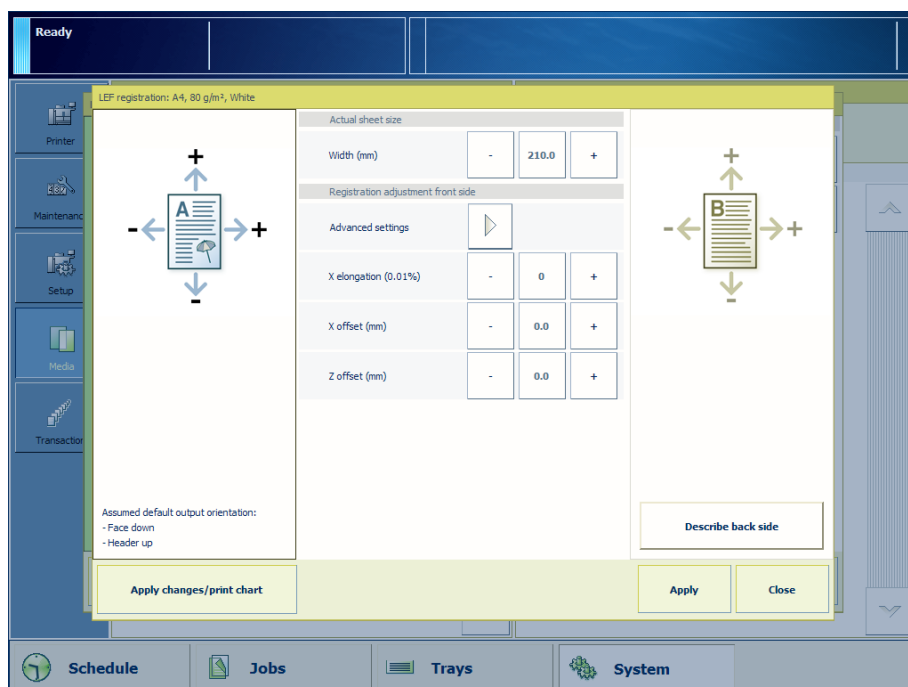 Ready
LEF registration: A4, 80 g/m², White
Printer
Maintenanc
Setup
Media
Transaction
+
A
- +
-
Assumed default output orientation:
- Face down
- Header up
Actual sheet size
Width (mm) - 210.0 +
Registration adjustment front side
Advanced settings
X elongation (0.01%) - 0 +
X offset (mm) - 0.0 +
Z offset (mm) - 0.0 +
+
B
- +
-
Describe back side
Apply changes/print chart
Apply
Close
Schedule
Jobs
Trays
System